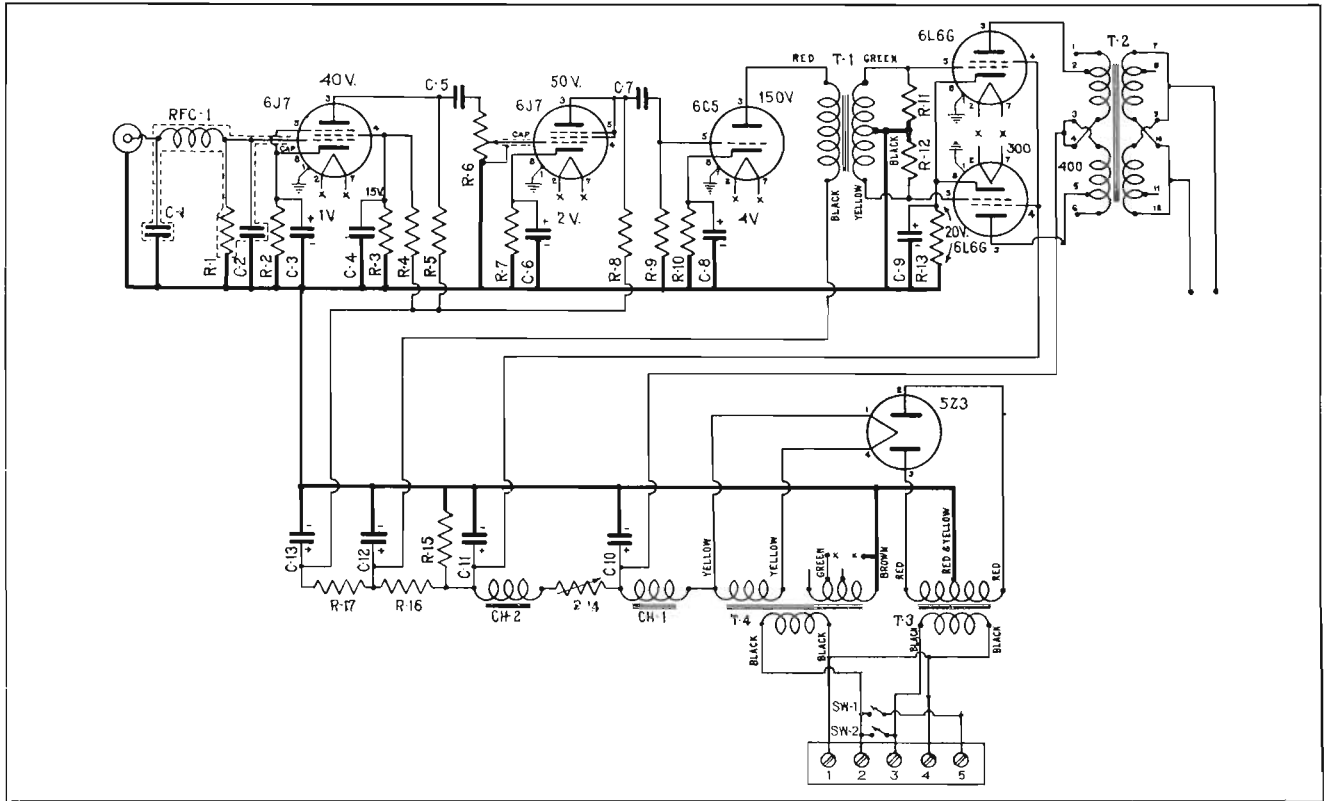 RFC-1
6J7
40V.
C-5
6J7
50V.
C-7
6C5
150V
RED
T-1
GREEN
6L6G
T-2
CAP
1V
15V.
CAP
R-6
2V.
4V
BLACK
YELLOW
BLACK
R-11
R-12
300
400
20V.
6L6G
C-1
R-1
C-2
R-2
C-3
C-4
R-3
R-4
R-5
R-7
C-6
R-8
R-9
R-10
C-8
C-9
R-13
5Z3
C-13
C-12
R-15
C-11
C-10
YELLOW
YELLOW
GREEN
BROWN
RED
RED & YELLOW
RED
R-17
R-16
CH-2
CH-1
T-4
T-3
BLACK
BLACK
BLACK
BLACK
SW-1
SW-2
1 2 3 4 5